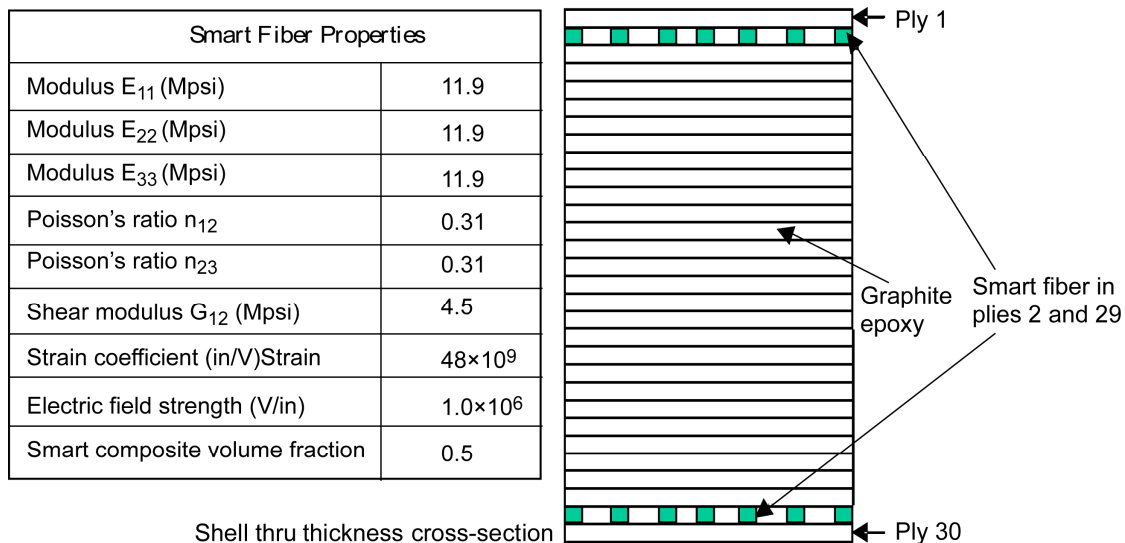 Smart Fiber Properties
Modulus E11 (Mpsi) 11.9
Modulus E22 (Mpsi) 11.9
Modulus E33 (Mpsi) 11.9
Poisson's ratio n12 0.31
Poisson's ratio n23 0.31
Shear modulus G12 (Mpsi) 4.5
Strain coefficient (in/V)Strain 48×10⁹
Electric field strength (V/in) 1.0×10⁶
Smart composite volume fraction 0.5
Ply 1
Graphite
epoxy
Smart fiber in
plies 2 and 29
Shell thru thickness cross-section
Ply 30